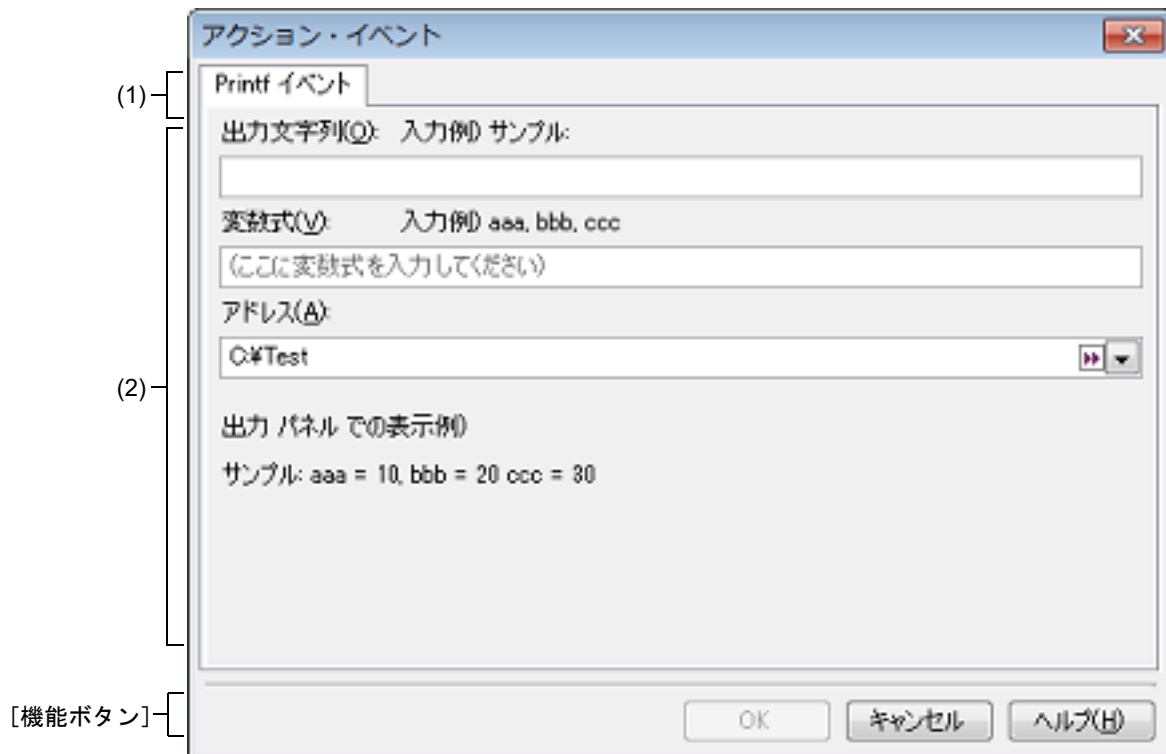 アクション・イベント
(1)
Printf イベント
出力文字列(O): 入力例) サンプル:
変数式(V): 入力例) aaa, bbb, ccc
(ここに変数式を入力してください)
アドレス(A):
C:¥Test
(2)
出力 パネル での表示例)
サンプル: aaa = 10, bbb = 20 ccc = 30
[機能ボタン]
OK キャンセル ヘルプ(H)